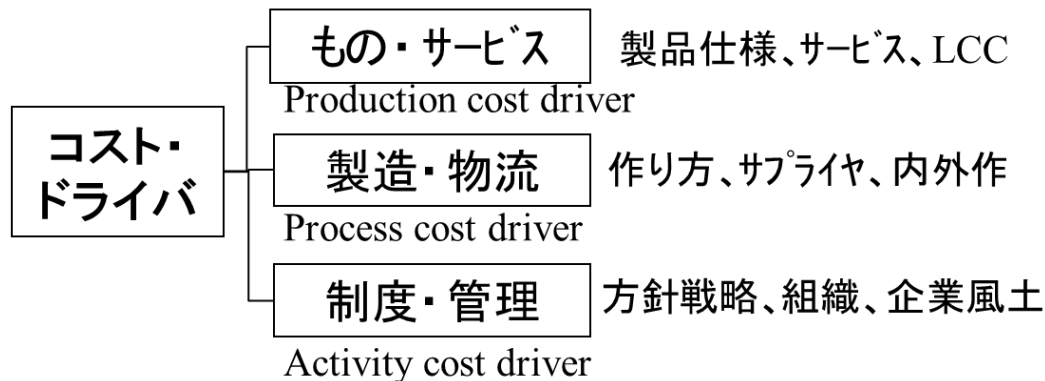 もの・サービス 製品仕様、サービス、LCC
Production cost driver
コスト・
ドライバ
製造・物流 作り方、サプライヤ、内外作
Process cost driver
制度・管理 方針戦略、組織、企業風土
Activity cost driver